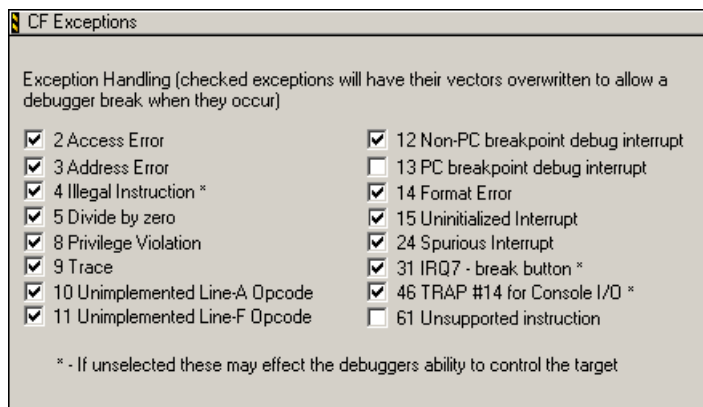 CF Exceptions
Exception Handling (checked exceptions will have their vectors overwritten to allow a
debugger break when they occur)
2 Access Error
3 Address Error
4 Illegal Instruction *
5 Divide by zero
8 Privilege Violation
9 Trace
10 Unimplemented Line-A Opcode
11 Unimplemented Line-F Opcode
12 Non-PC breakpoint debug interrupt
13 PC breakpoint debug interrupt
14 Format Error
15 Uninitialized Interrupt
24 Spurious Interrupt
31 IRQ7 - break button *
46 TRAP #14 for Console I/O *
61 Unsupported instruction
* - If unselected these may effect the debuggers ability to control the target